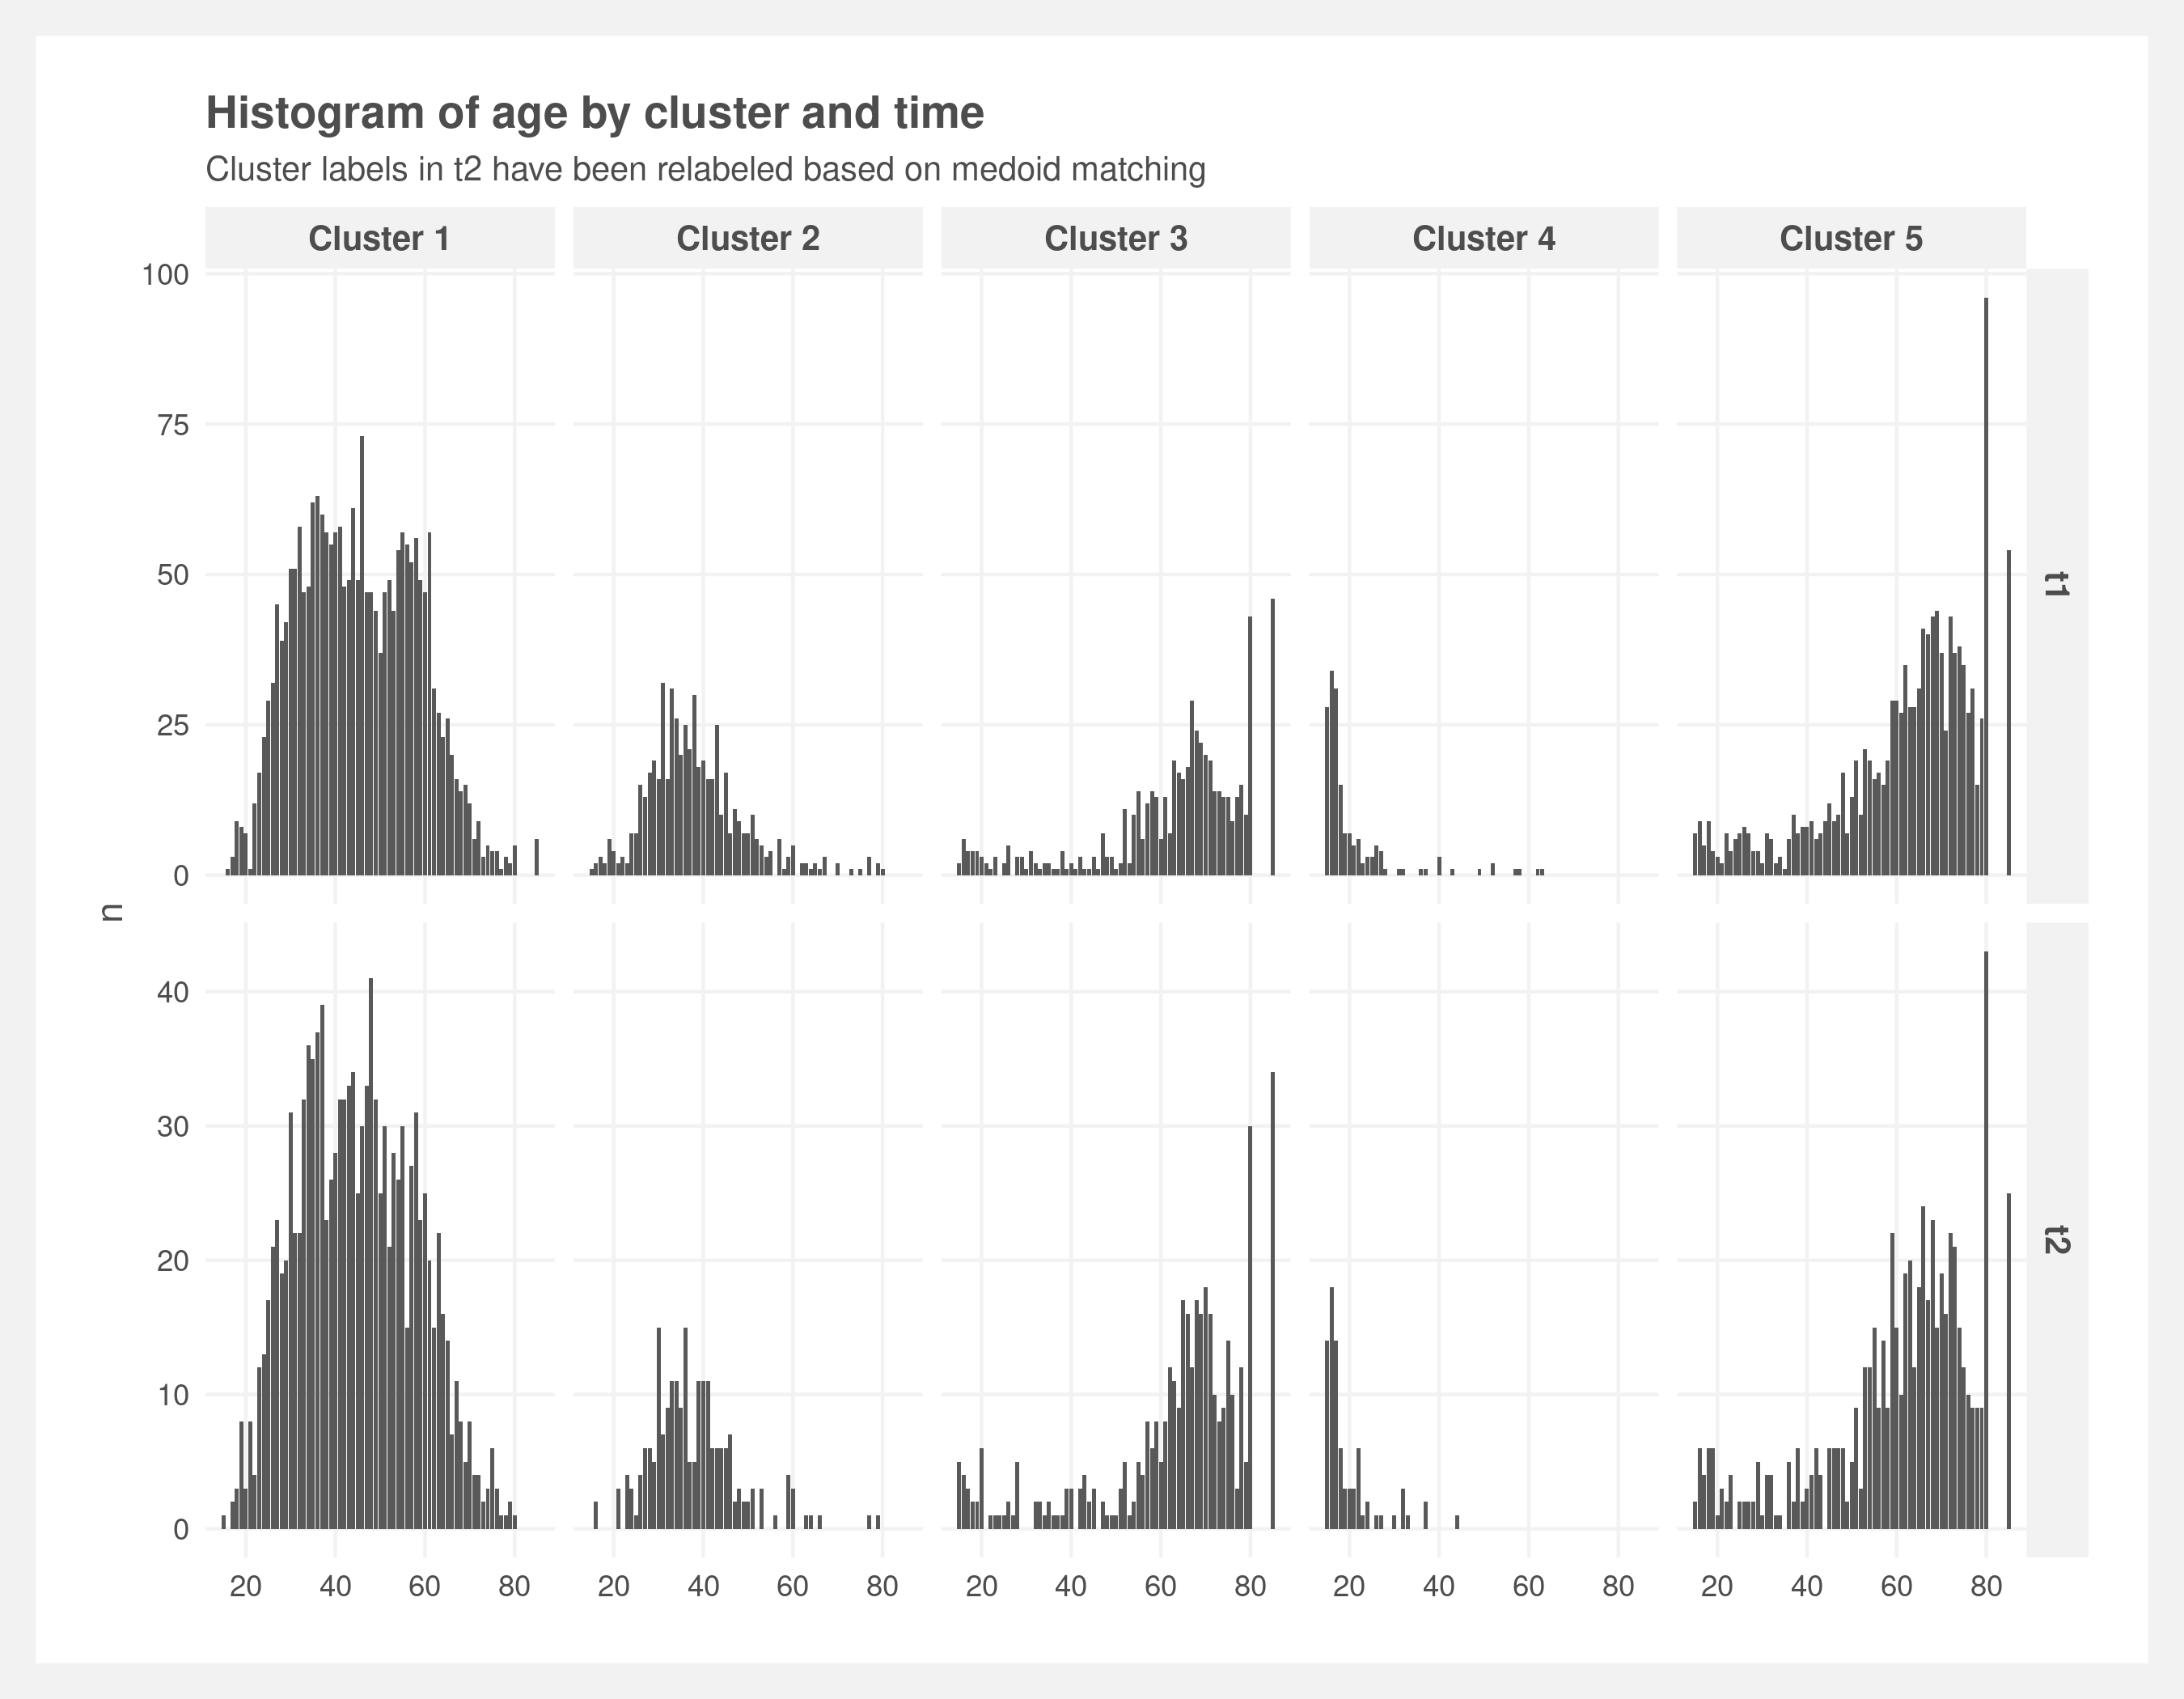 Histogram of age by cluster and time
Cluster labels in t2 have been relabeled based on medoid matching
Cluster 1 Cluster 2 Cluster 3 Cluster 4 Cluster 5
100
75
50
25
0
t1
n
40
30
20
10
0
t2
20 40 60 80 20 40 60 80 20 40 60 80 20 40 60 80 20 40 60 80